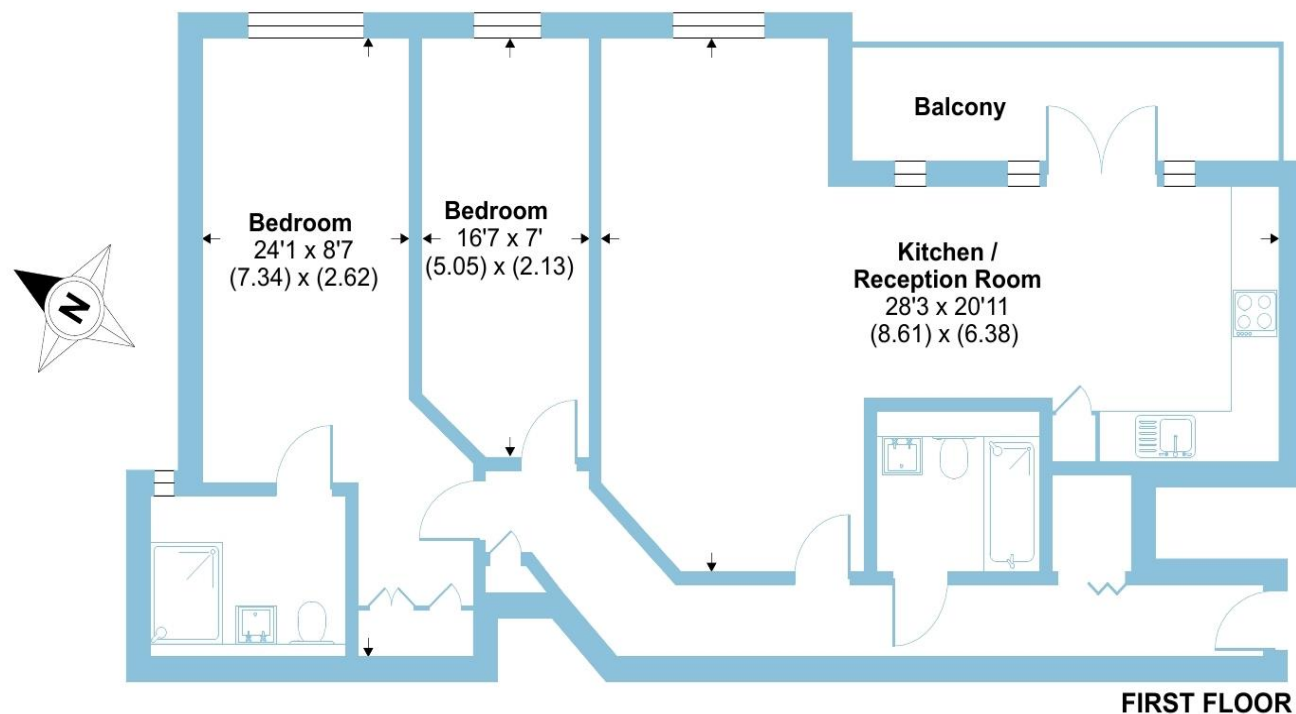 Balcony
Bedroom
24'1 x 8'7
(7.34) x (2.62)
Bedroom
16'7 x 7'
(5.05) x (2.13)
Kitchen /
Reception Room
28'3 x 20'11
(8.61) x (6.38)
N
FIRST FLOOR